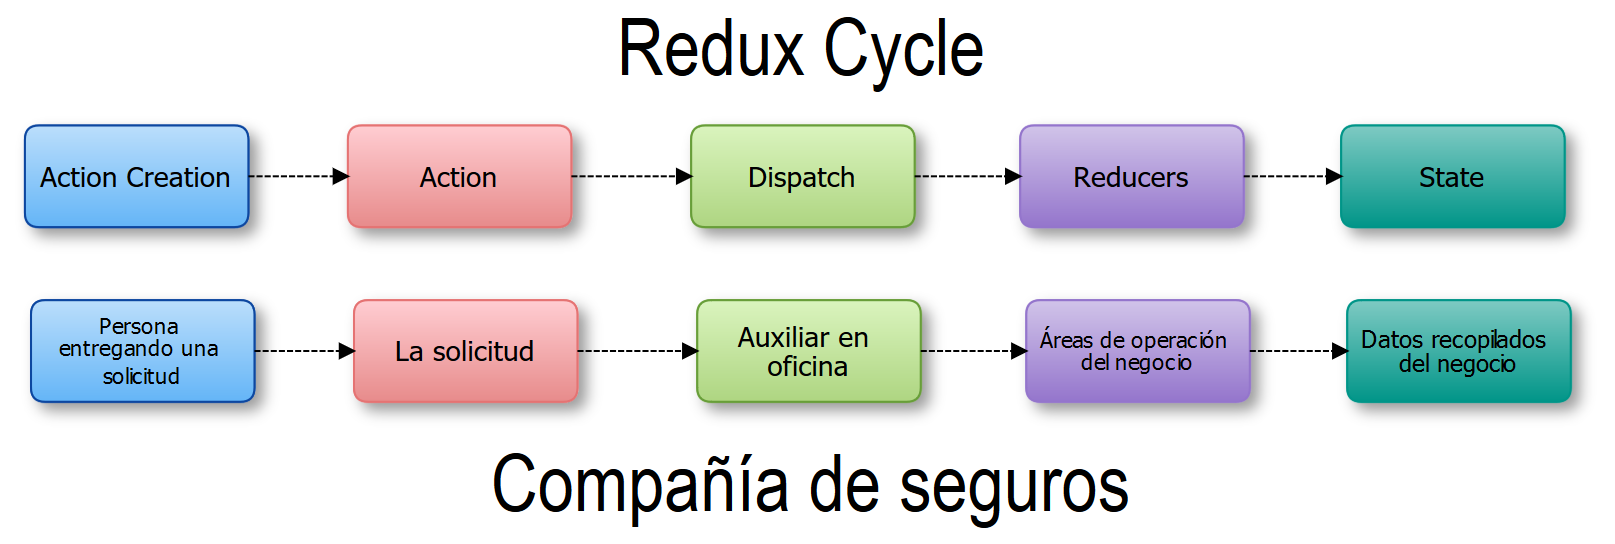 Redux Cycle
Action Creation
Action
Dispatch
Reducers
State
Persona
entregando una
solicitud
La solicitud
Auxiliar en
oficina
Áreas de operación
del negocio
Datos recopilados
del negocio
Compañía de seguros